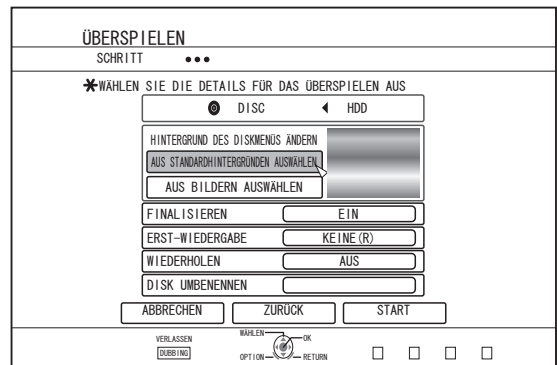 ÜBERSPIELEN
SCHRITT
WÄHLEN SIE DIE DETAILS FÜR DAS ÜBERSPIELEN AUS
DISC HDD
HINTERGRUND DES DISKMENÜS ÄNDERN
AUS STANDARDHINTERGRÜNDEN AUSWÄHLEN
AUS BILDERN AUSWÄHLEN
FINALISIEREN EIN
ERST-WIEDERGABE KEINE(R)
WIEDERHOLEN AUS
DISK UMBENENNEN
ABBRECHEN ZURÜCK START
VERLASSEN
DUBBING
WÄHLEN OK
OPTION RETURN